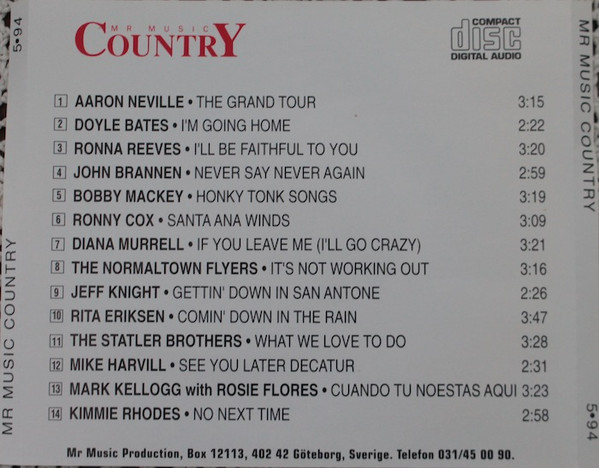 MR MUSIC
COUNTRY
COMPACT
disc
DIGITAL AUDIO
1 AARON NEVILLE • THE GRAND TOUR 3:15
2 DOYLE BATES • I'M GOING HOME 2:22
3 RONNA REEVES • I'LL BE FAITHFUL TO YOU 3:20
4 JOHN BRANNEN • NEVER SAY NEVER AGAIN 2:59
5 BOBBY MACKEY • HONKY TONK SONGS 3:19
6 RONNY COX • SANTA ANA WINDS 3:09
7 DIANA MURRELL • IF YOU LEAVE ME (I'LL GO CRAZY) 3:21
8 THE NORMALTOWN FLYERS • IT'S NOT WORKING OUT 3:16
9 JEFF KNIGHT • GETTIN' DOWN IN SAN ANTONE 2:26
10 RITA ERIKSEN • COMIN' DOWN IN THE RAIN 3:47
11 THE STATLER BROTHERS • WHAT WE LOVE TO DO 3:28
12 MIKE HARVILL • SEE YOU LATER DECATUR 2:31
13 MARK KELLOGG with ROSIE FLORES • CUANDO TU NOESTAS AQUI 3:23
14 KIMMIE RHODES • NO NEXT TIME 2:58
Mr Music Production, Box 12113, 402 42 Göteborg, Sverige. Telefon 031/45 00 90.
MR MUSIC COUNTRY 5•94
MR MUSIC COUNTRY 5•94